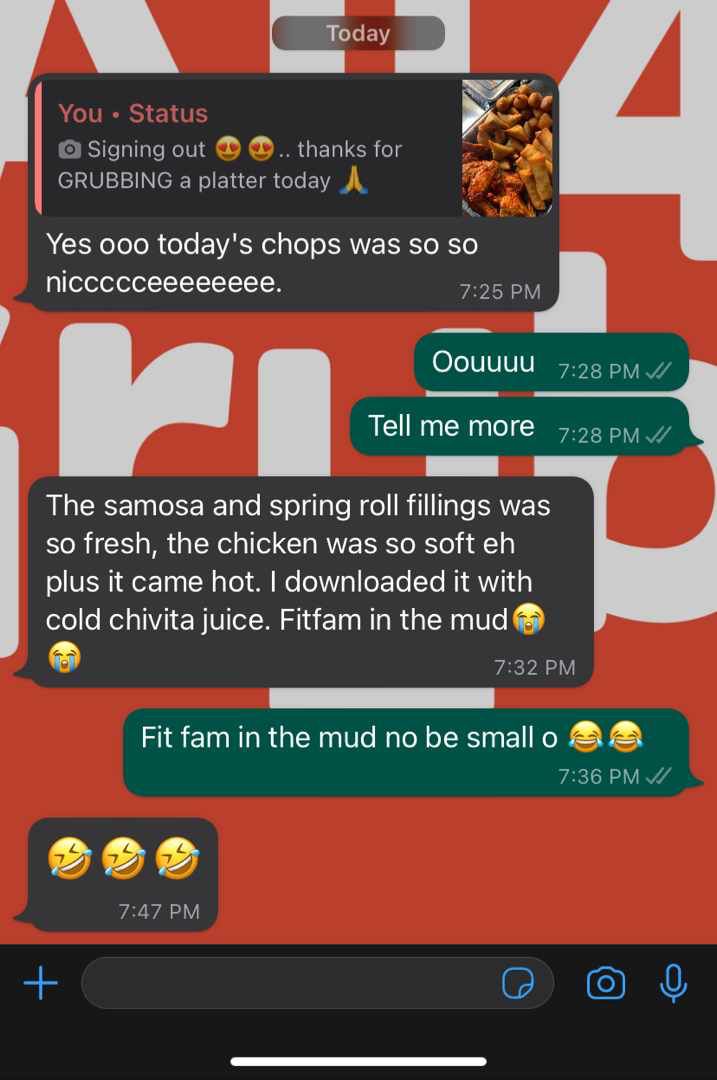 Today
You • Status
📷 Signing out 😍😍.. thanks for
GRUBBING a platter today 🙏
Yes ooo today's chops was so so
niccccceeeeeeee.
7:25 PM
Oouuuu 7:28 PM
Tell me more 7:28 PM
The samosa and spring roll fillings was
so fresh, the chicken was so soft eh
plus it came hot. I downloaded it with
cold chivita juice. Fitfam in the mud😭
😭
7:32 PM
Fit fam in the mud no be small o 😂😂
7:36 PM
🤣🤣🤣
7:47 PM